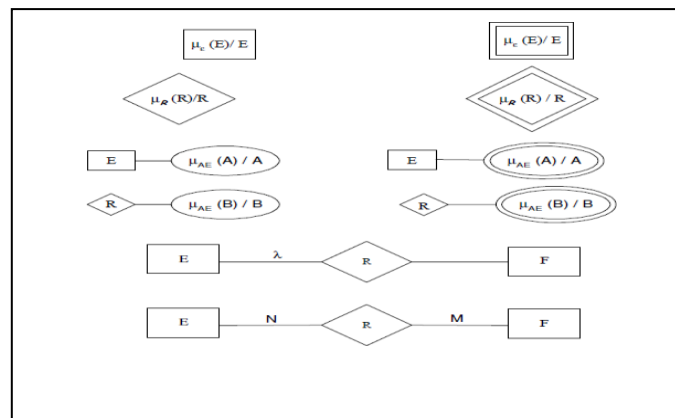 μc (E)/ E μc (E)/ E
μR (R)/R μR (R) / R
E μAE (A) / A E μAE (A) / A
R μAE (B) / B R μAE (B) / B
E λ R F
E N R M F